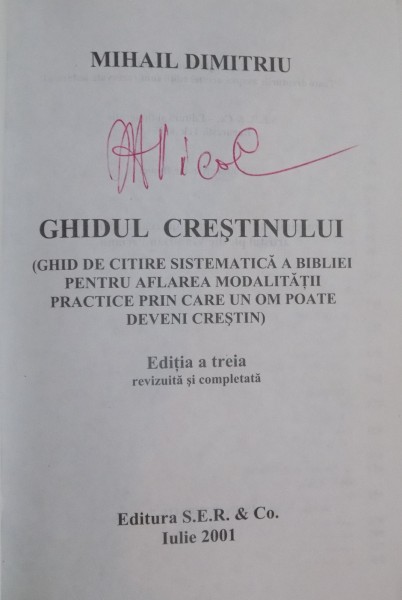 MIHAIL DIMITRIU
GHIDUL CREŞTINULUI
(GHID DE CITIRE SISTEMATICĂ A BIBLIEI
PENTRU AFLAREA MODALITĂŢII
PRACTICE PRIN CARE UN OM POATE
DEVENI CREŞTIN)
Ediţia a treia
revizuită şi completată
Editura S.E.R. & Co.
Iulie 2001